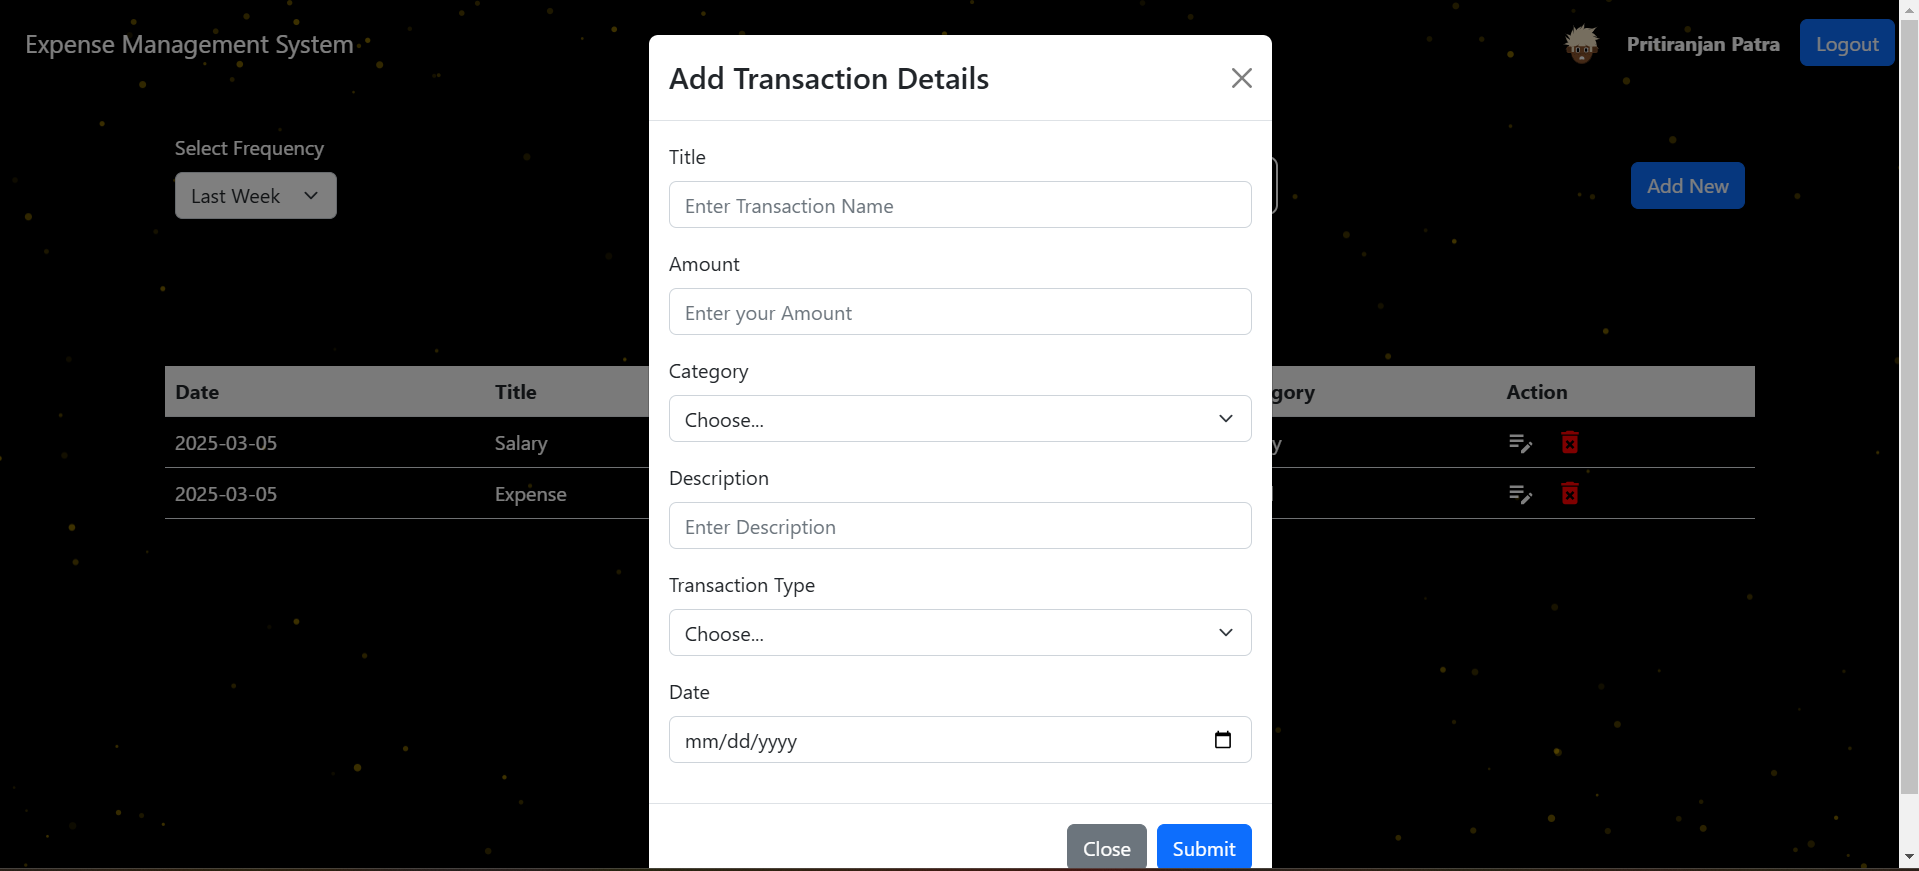 Expense Management System
Pritiranjan Patra
Logout
Select Frequency
Last Week
Add New
Date Title gory Action
2025-03-05 Salary y
2025-03-05 Expense
Add Transaction Details
Title
Enter Transaction Name
Amount
Enter your Amount
Category
Choose...
Description
Enter Description
Transaction Type
Choose...
Date
mm/dd/yyyy
Close Submit